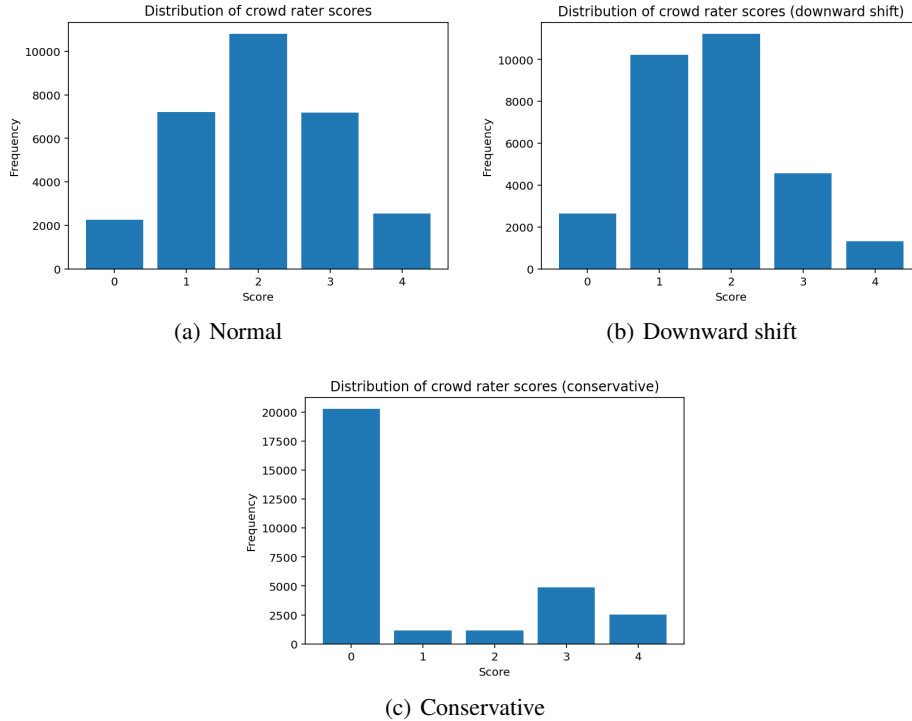 Distribution of crowd rater scores
Frequency
10000
8000
6000
4000
2000
0
0 1 2 3 4
Score
(a) Normal
Distribution of crowd rater scores (downward shift)
Frequency
10000
8000
6000
4000
2000
0
0 1 2 3 4
Score
(b) Downward shift
Distribution of crowd rater scores (conservative)
Frequency
20000
17500
15000
12500
10000
7500
5000
2500
0
0 1 2 3 4
Score
(c) Conservative